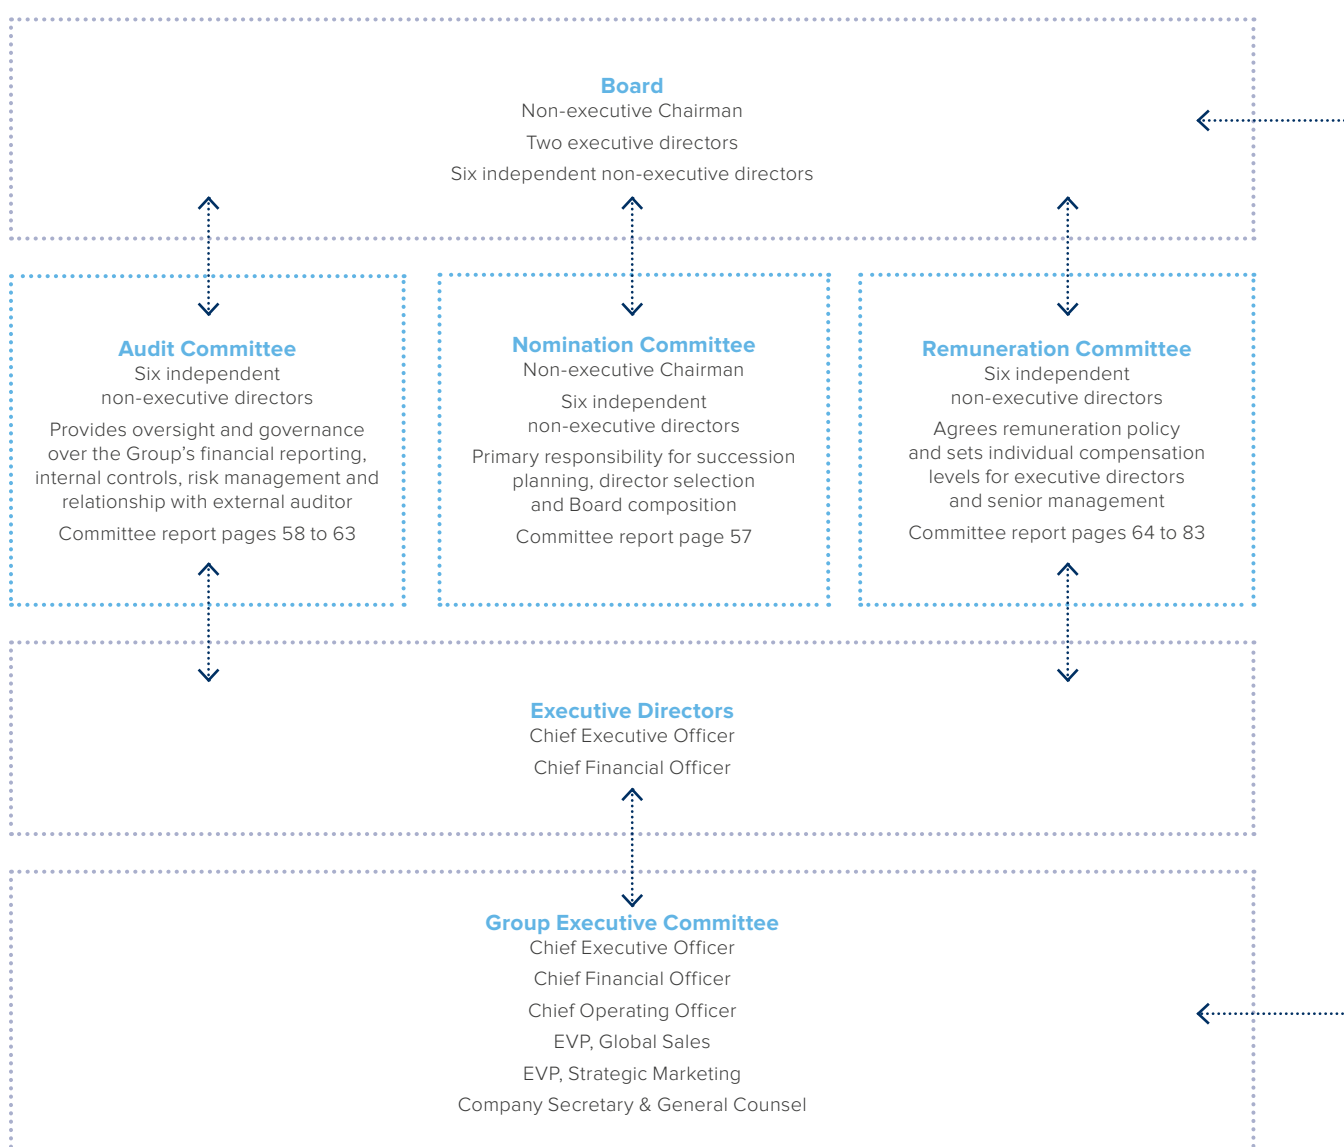 Board
Non-executive Chairman
Two executive directors
Six independent non-executive directors
Audit Committee
Six independent
non-executive directors
Provides oversight and governance
over the Group’s financial reporting,
internal controls, risk management and
relationship with external auditor
Committee report pages 58 to 63
Nomination Committee
Non-executive Chairman
Six independent
non-executive directors
Primary responsibility for succession
planning, director selection
and Board composition
Committee report page 57
Remuneration Committee
Six independent
non-executive directors
Agrees remuneration policy
and sets individual compensation
levels for executive directors
and senior management
Committee report pages 64 to 83
Executive Directors
Chief Executive Officer
Chief Financial Officer
Group Executive Committee
Chief Executive Officer
Chief Financial Officer
Chief Operating Officer
EVP, Global Sales
EVP, Strategic Marketing
Company Secretary & General Counsel